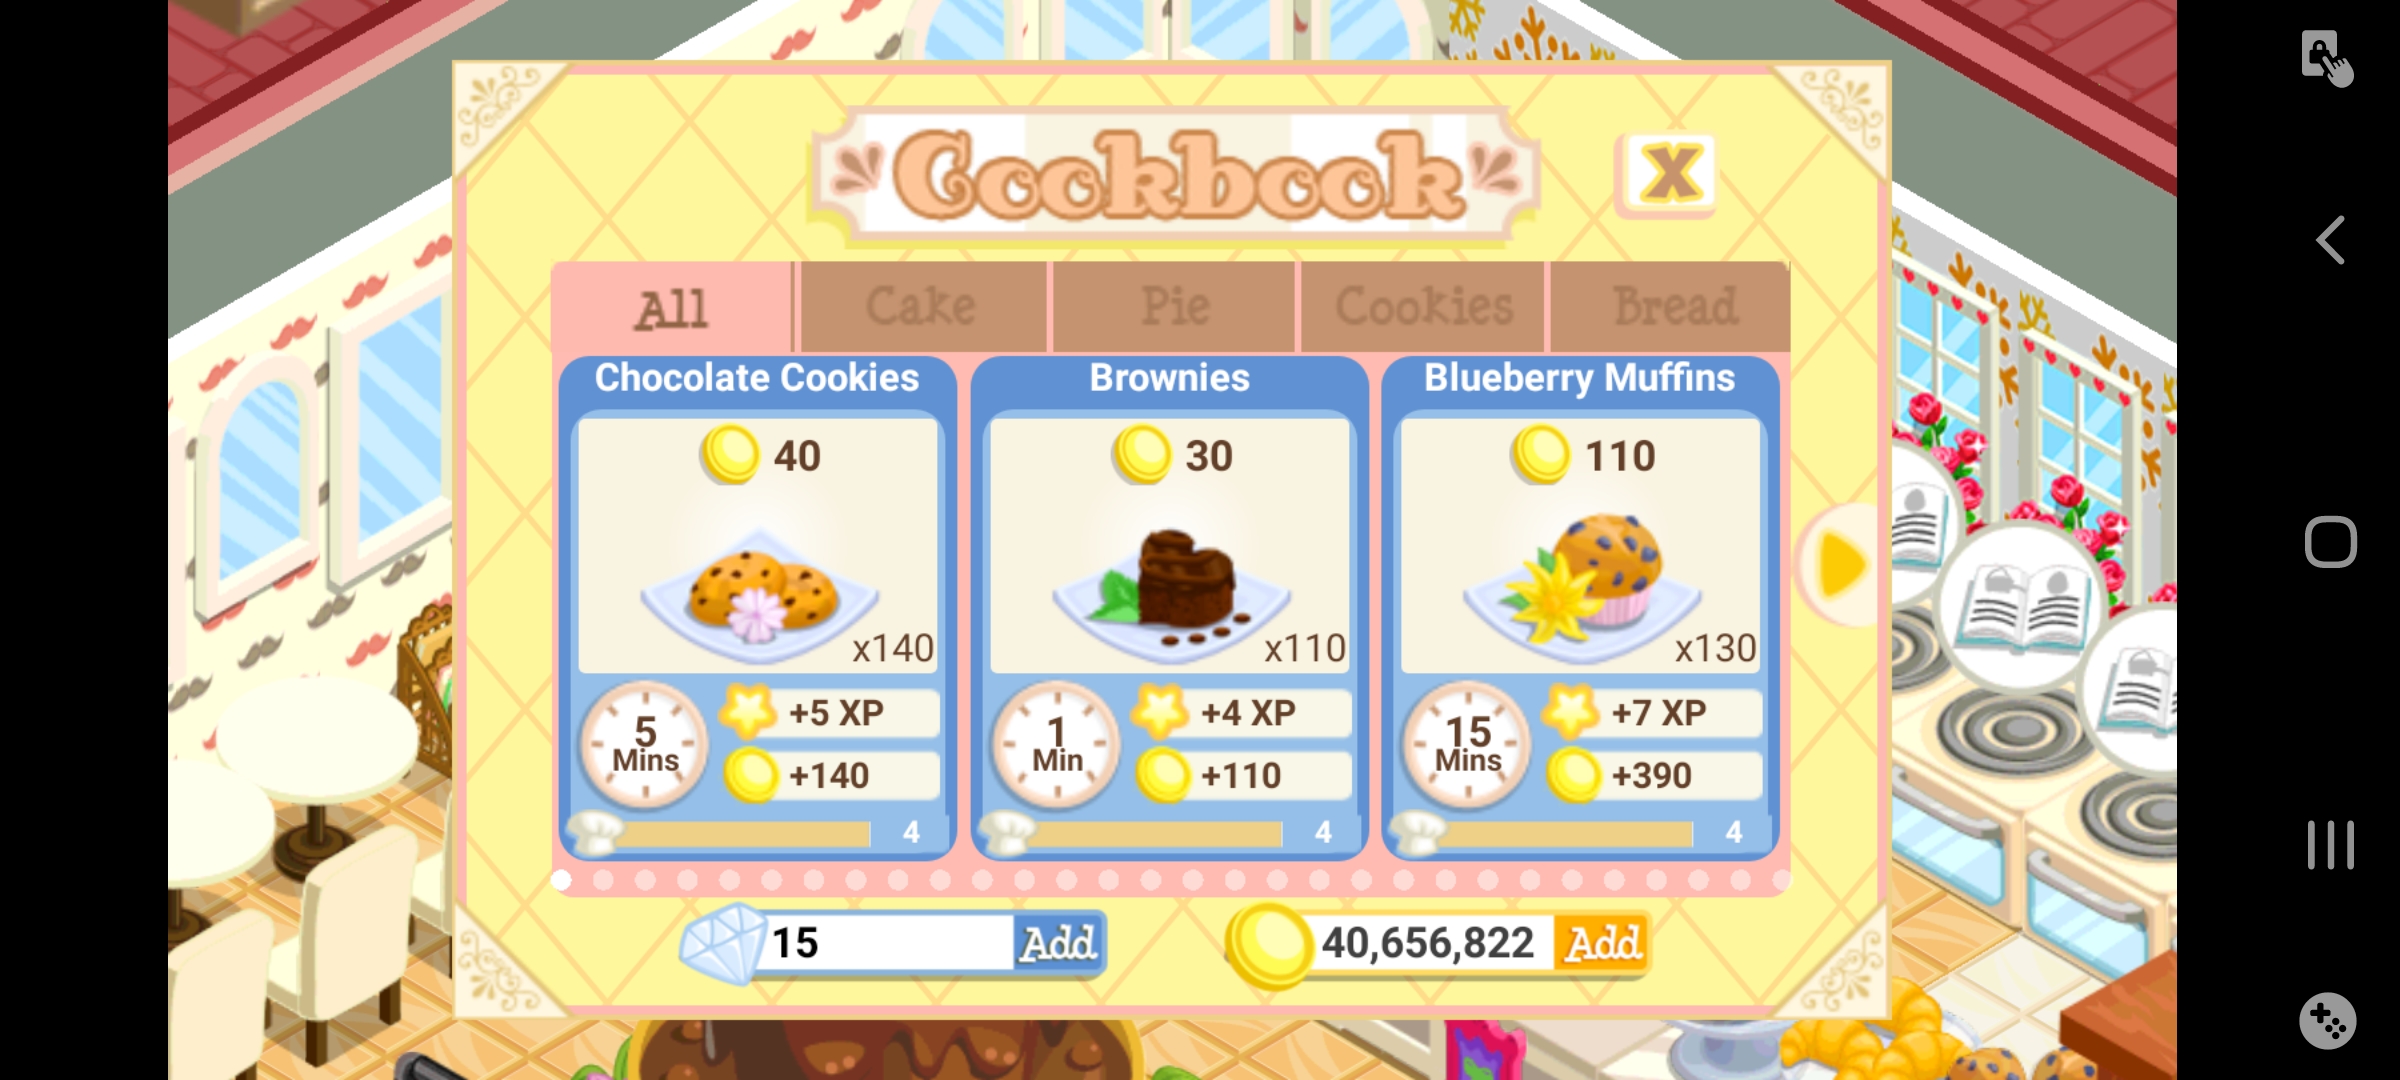 Cookbook
X
All
Cake
Pie
Cookies
Bread
Chocolate Cookies
40
x140
5
Mins
+5 XP
+140
4
Brownies
30
x110
1
Min
+4 XP
+110
4
Blueberry Muffins
110
x130
15
Mins
+7 XP
+390
4
15
Add
40,656,822
Add